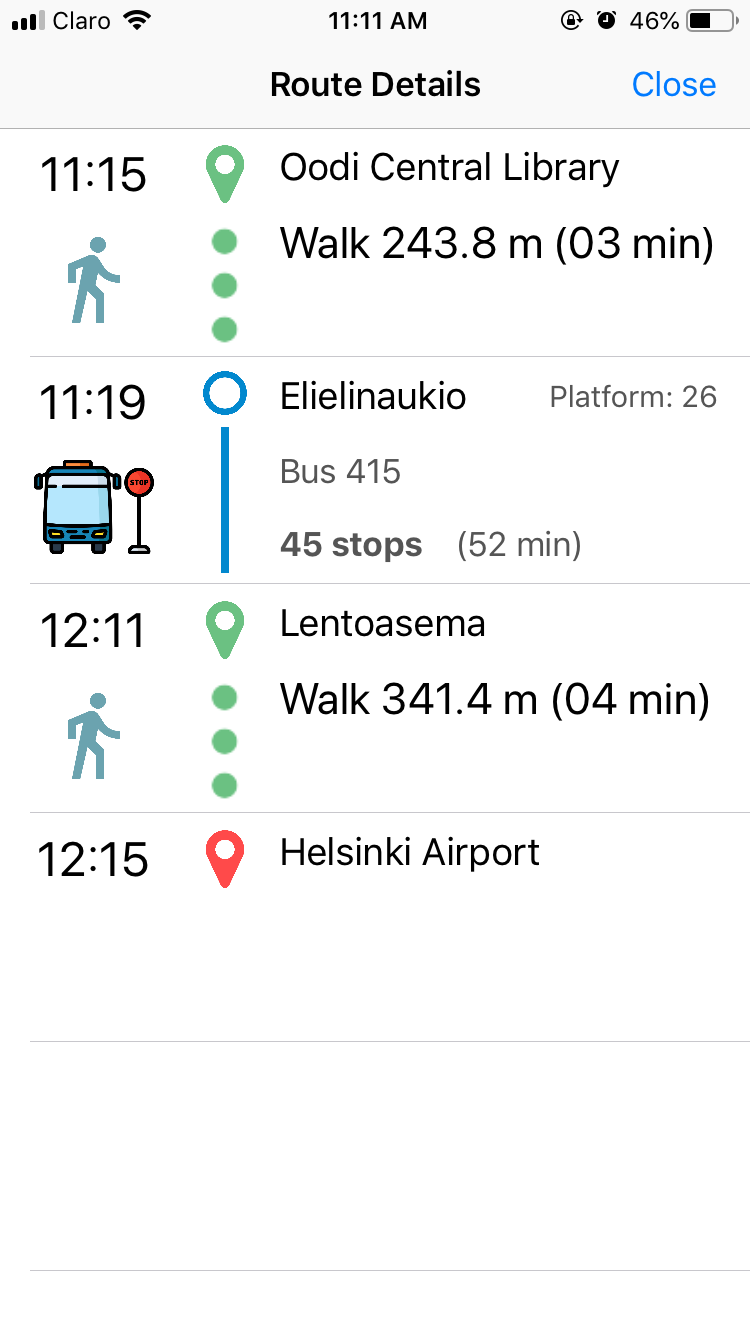 Claro 11:11 AM 46%
Route Details Close
11:15 Oodi Central Library
Walk 243.8 m (03 min)
11:19 Elielinaukio Platform: 26
Bus 415
STOP
45 stops (52 min)
12:11 Lentoasema
Walk 341.4 m (04 min)
12:15 Helsinki Airport